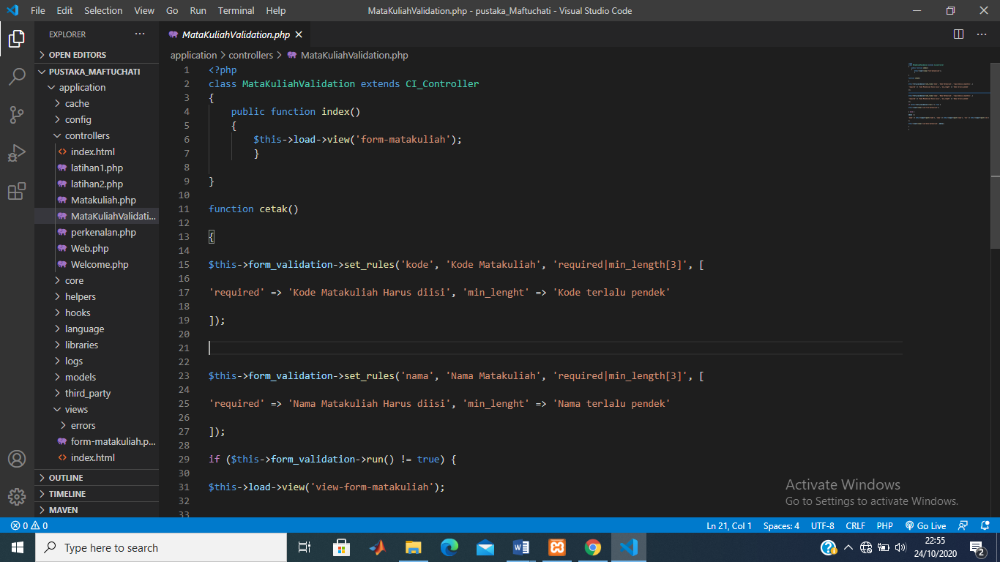 File Edit Selection View Go Run Terminal Help
MataKuliahValidation.php - pustaka_Maftuchati - Visual Studio Code
EXPLORER
OPEN EDITORS
PUSTAKA_MAFTUCHATI
application
cache
config
controllers
index.html
latihan1.php
latihan2.php
Matakuliah.php
MataKuliahValidati...
perkenalan.php
Web.php
Welcome.php
core
helpers
hooks
language
libraries
logs
models
third_party
views
errors
form-matakuliah.p...
index.html
OUTLINE
TIMELINE
MAVEN
MataKuliahValidation.php
application > controllers > MataKuliahValidation.php
1 <?php
2 class MataKuliahValidation extends CI_Controller
3 {
4 public function index()
5 {
6 $this->load->view('form-matakuliah');
7 }
8
9 }
10
11 function cetak()
12
13 {
14
15 $this->form_validation->set_rules('kode', 'Kode Matakuliah', 'required|min_length[3]', [
16
17 'required' => 'Kode Matakuliah Harus diisi', 'min_lenght' => 'Kode terlalu pendek'
18
19 ]);
20
21
22
23 $this->form_validation->set_rules('nama', 'Nama Matakuliah', 'required|min_length[3]', [
24
25 'required' => 'Nama Matakuliah Harus diisi', 'min_lenght' => 'Nama terlalu pendek'
26
27 ]);
28
29 if ($this->form_validation->run() != true) {
30
31 $this->load->view('view-form-matakuliah');
32
33
Activate Windows
Go to Settings to activate Windows.
0 0
Ln 21, Col 1 Spaces: 4 UTF-8 CRLF PHP Go Live
Type here to search
22:55
24/10/2020
2